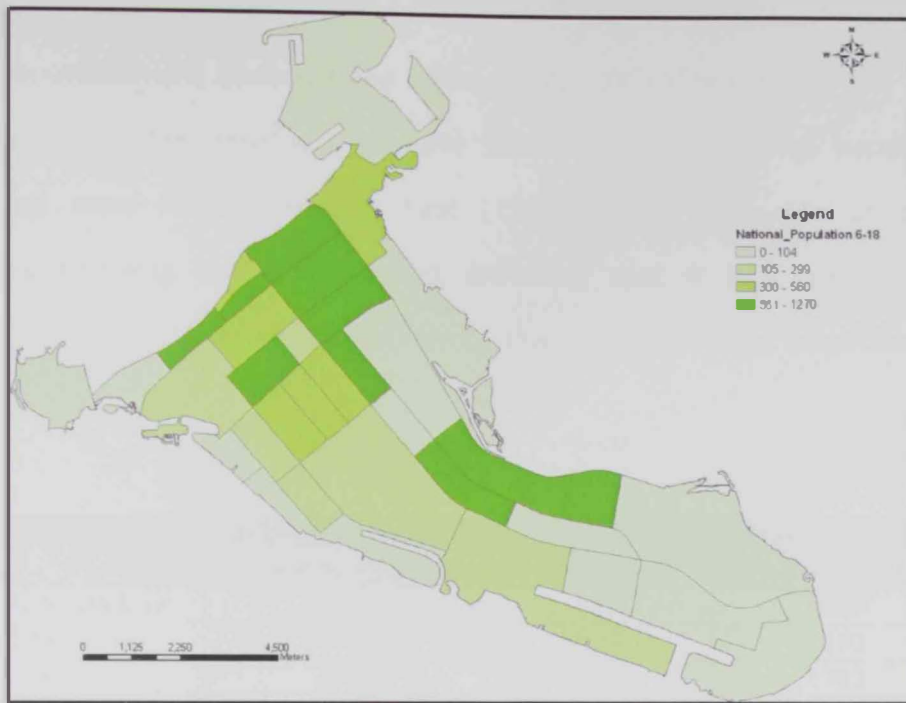 N
W E
S
Legend
National_Population 6-18
0 - 104
105 - 299
300 - 560
561 - 1270
0 1,125 2,250 4,500
Meters